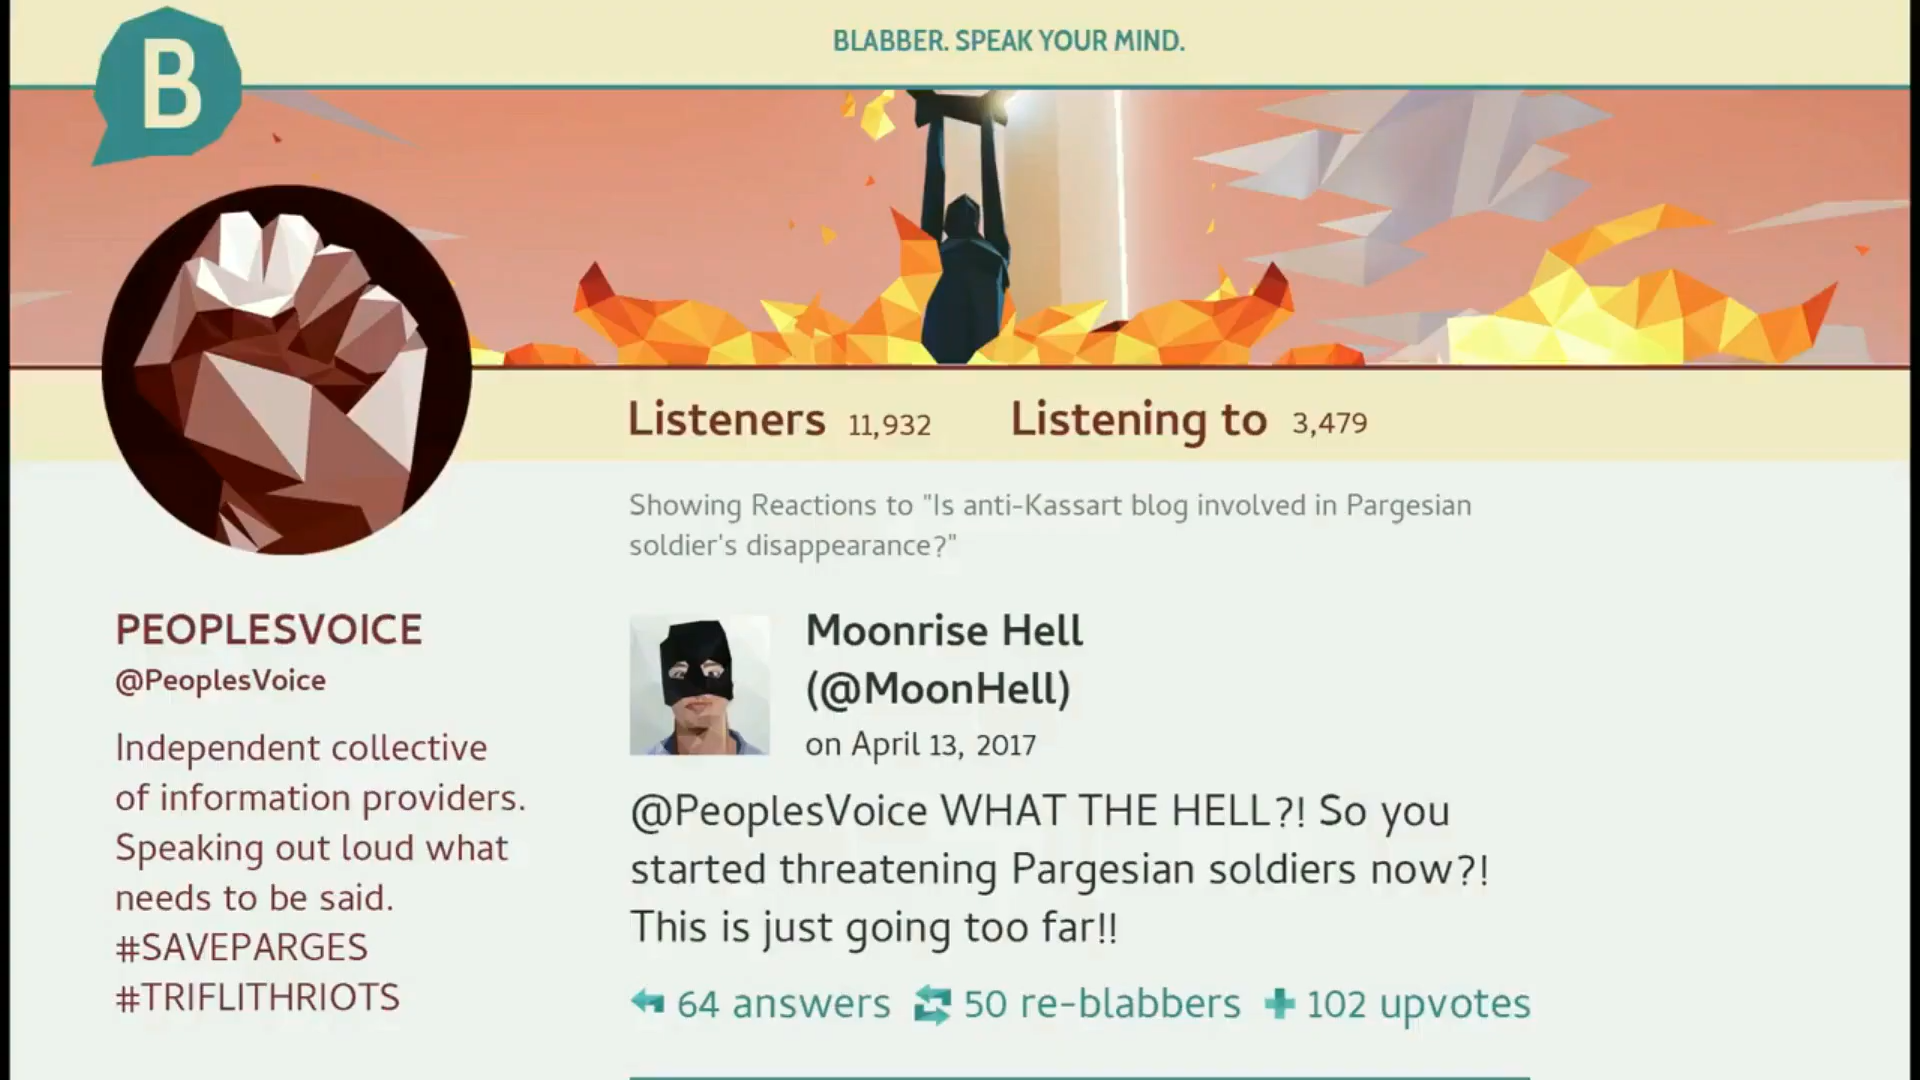 B
BLABBER. SPEAK YOUR MIND.
Listeners 11,932 Listening to 3,479
Showing Reactions to "Is anti-Kassart blog involved in Pargesian
soldier's disappearance?"
PEOPLESVOICE
@PeoplesVoice
Independent collective
of information providers.
Speaking out loud what
needs to be said.
#SAVEPARGES
#TRIFLITHRIOTS
Moonrise Hell
(@MoonHell)
on April 13, 2017
@PeoplesVoice WHAT THE HELL?! So you
started threatening Pargesian soldiers now?!
This is just going too far!!
64 answers 50 re-blabbers 102 upvotes